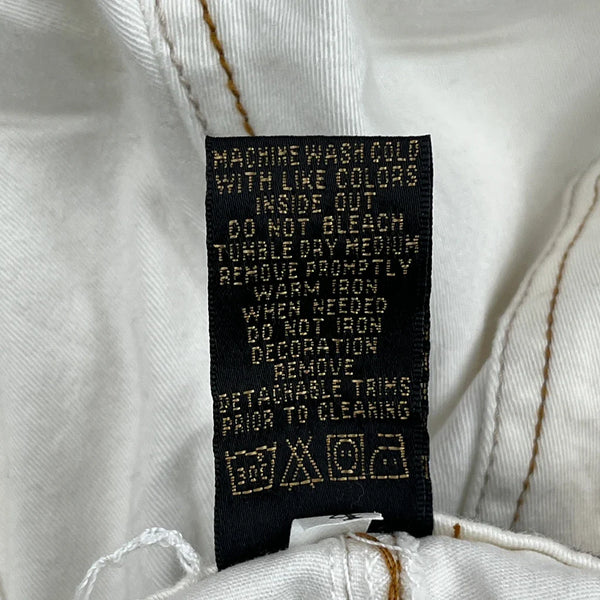 MACHINE WASH COLD
WITH LIKE COLORS
INSIDE OUT
DO NOT BLEACH
TUMBLE DRY MEDIUM
REMOVE PROMPTLY
WARM IRON
WHEN NEEDED
DO NOT IRON
DECORATION
REMOVE
DETACHABLE TRIMS
PRIOR TO CLEANING
30C